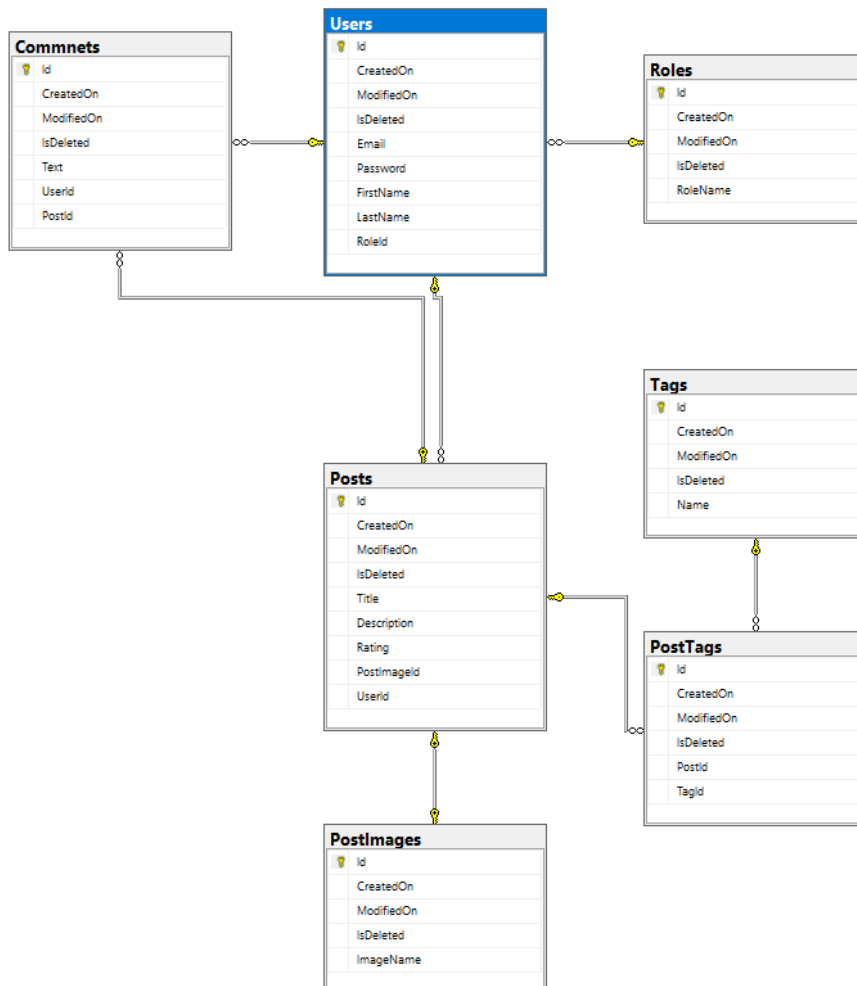 Commnets
Id
CreatedOn
ModifiedOn
IsDeleted
Text
UserId
PostId
Users
Id
CreatedOn
ModifiedOn
IsDeleted
Email
Password
FirstName
LastName
RoleId
Roles
Id
CreatedOn
ModifiedOn
IsDeleted
RoleName
Tags
Id
CreatedOn
ModifiedOn
IsDeleted
Name
Posts
Id
CreatedOn
ModifiedOn
IsDeleted
Title
Description
Rating
PostImageId
UserId
PostTags
Id
CreatedOn
ModifiedOn
IsDeleted
PostId
TagId
PostImages
Id
CreatedOn
ModifiedOn
IsDeleted
ImageName